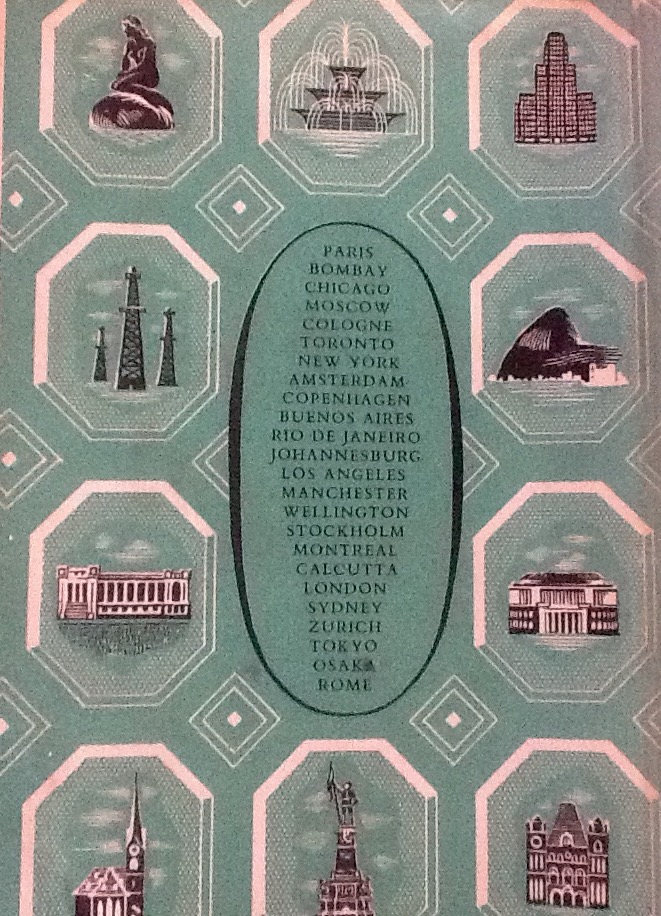 PARIS
BOMBAY
CHICAGO
MOSCOW
COLOGNE
TORONTO
NEW YORK
AMSTERDAM
COPENHAGEN
BUENOS AIRES
RIO DE JANEIRO
JOHANNESBURG
LOS ANGELES
MANCHESTER
WELLINGTON
STOCKHOLM
MONTREAL
CALCUTTA
LONDON
SYDNEY
ZURICH
TOKYO
OSAKA
ROME